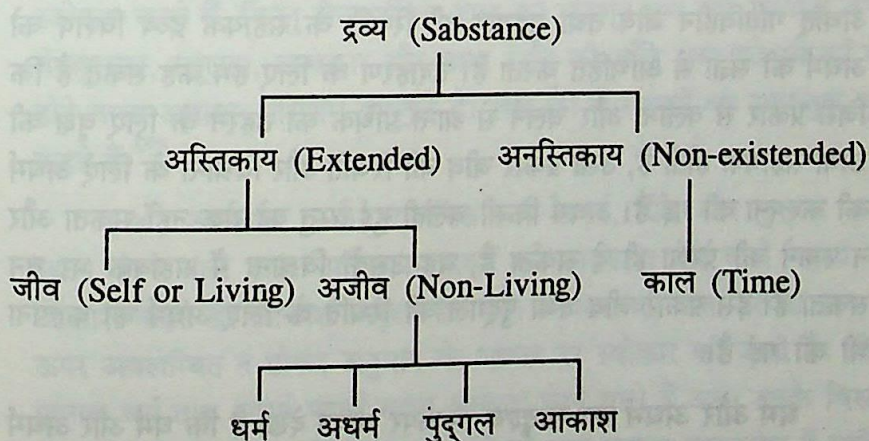 द्रव्य (Sabstance)
अस्तिकाय (Extended) अनस्तिकाय (Non-existended)
जीव (Self or Living) अजीव (Non-Living) काल (Time)
धर्म अधर्म पुद्गल आकाश